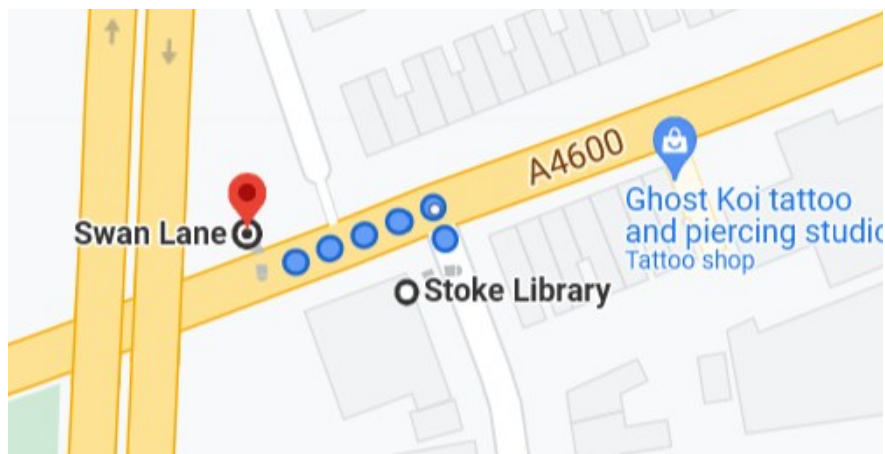 A4600
Ghost Koi tattoo
and piercing studio
Tattoo shop
Swan Lane
Stoke Library